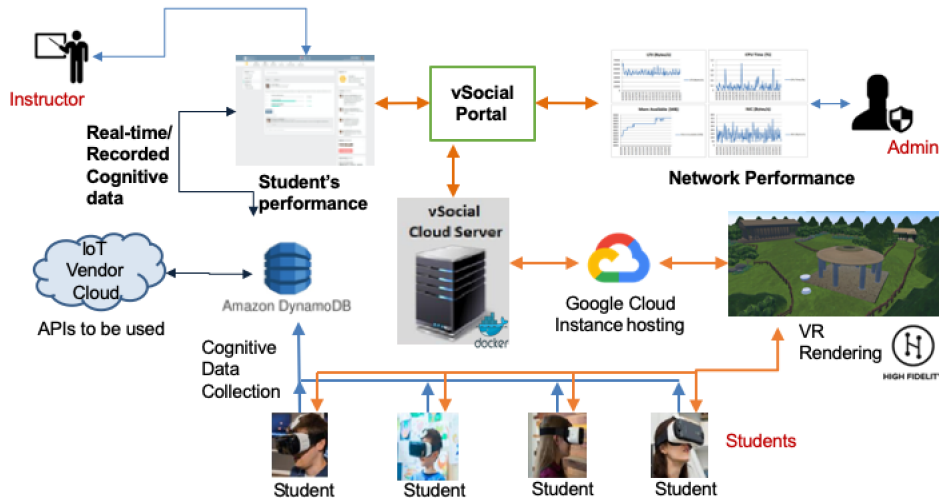 Instructor
Real-time/
Recorded
Cognitive
data
Student's
performance
vSocial
Portal
Network Performance
Admin
vSocial
Cloud Server
docker
IoT
Vendor
Cloud
APIs to be used
Amazon DynamoDB
Google Cloud
Instance hosting
VR
Rendering
HIGH FIDELITY
Cognitive
Data
Collection
Students
Student
Student
Student
Student